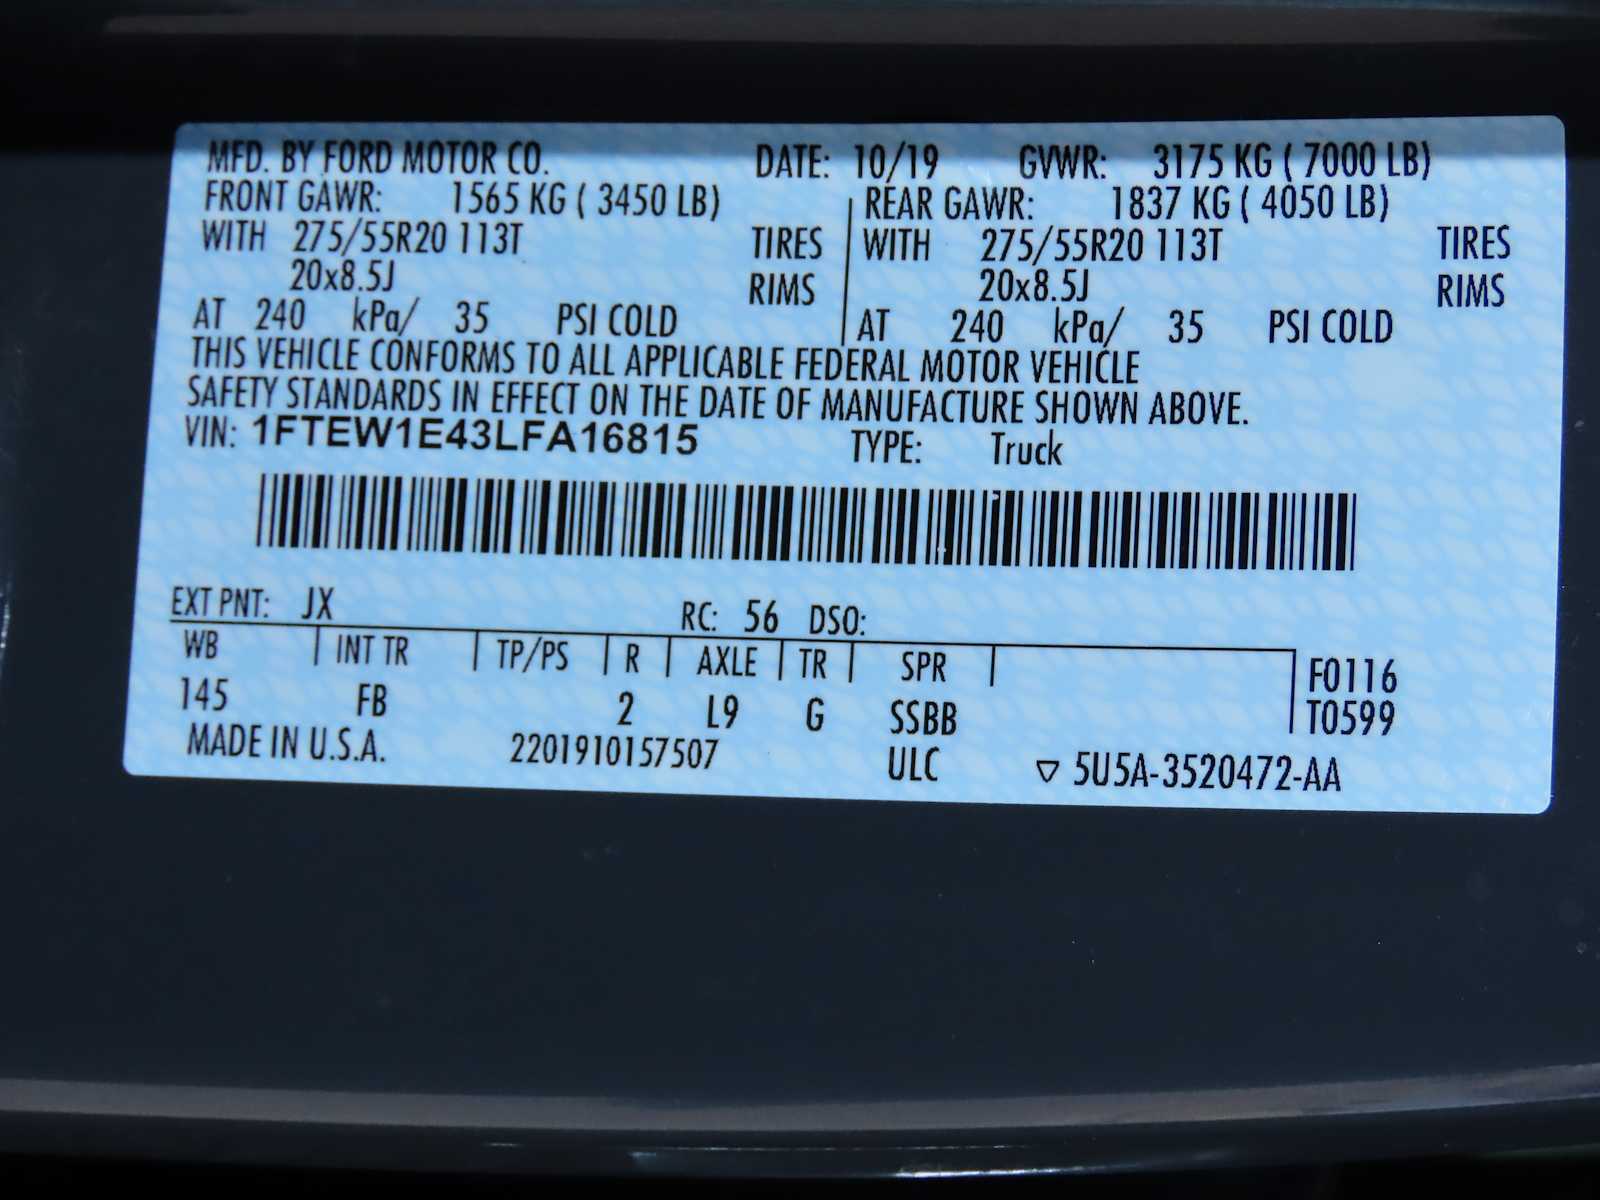 MFD. BY FORD MOTOR CO. DATE: 10/19 GVWR: 3175 KG ( 7000 LB)
FRONT GAWR: 1565 KG ( 3450 LB) REAR GAWR: 1837 KG ( 4050 LB)
WITH 275/55R20 113T TIRES WITH 275/55R20 113T TIRES
20x8.5J RIMS 20x8.5J RIMS
AT 240 kPa/ 35 PSI COLD AT 240 kPa/ 35 PSI COLD
THIS VEHICLE CONFORMS TO ALL APPLICABLE FEDERAL MOTOR VEHICLE
SAFETY STANDARDS IN EFFECT ON THE DATE OF MANUFACTURE SHOWN ABOVE.
VIN: 1FTEW1E43LFA16815 TYPE: Truck
EXT PNT: JX RC: 56 DSO:
WB INT TR TP/PS R AXLE TR SPR F0116
145 FB 2 L9 G SSBB T0599
MADE IN U.S.A. 2201910157507 ULC ▽ 5U5A-3520472-AA